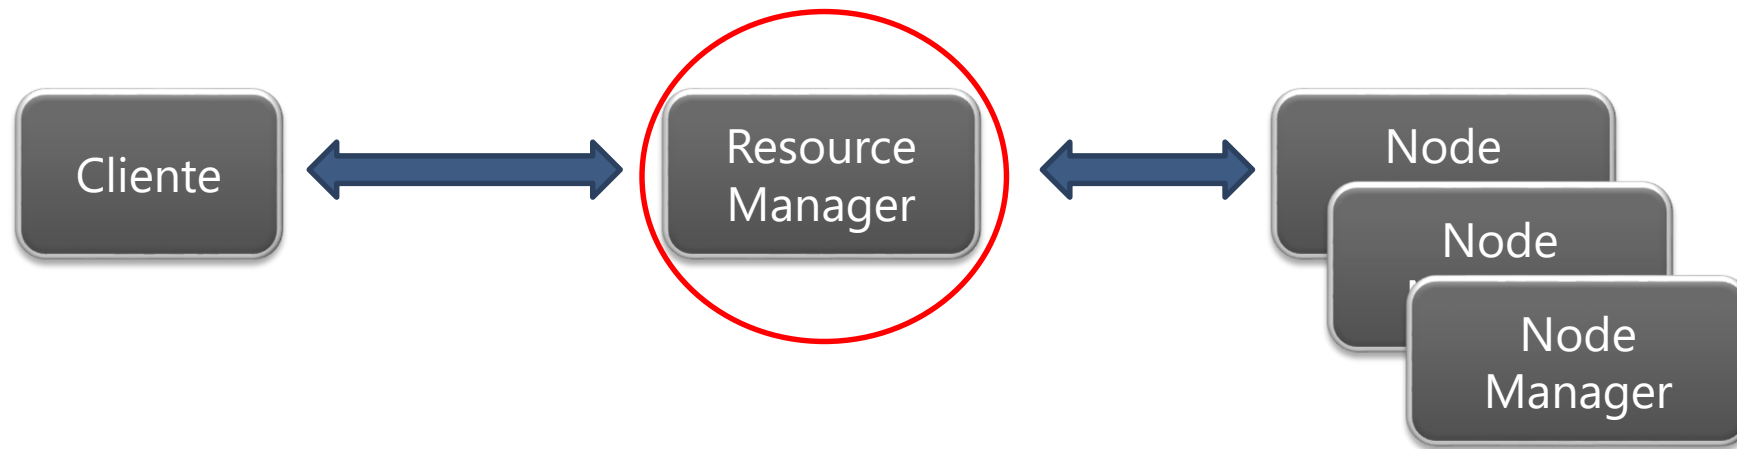 Cliente
Resource
Manager
Node
Node
Node
Manager